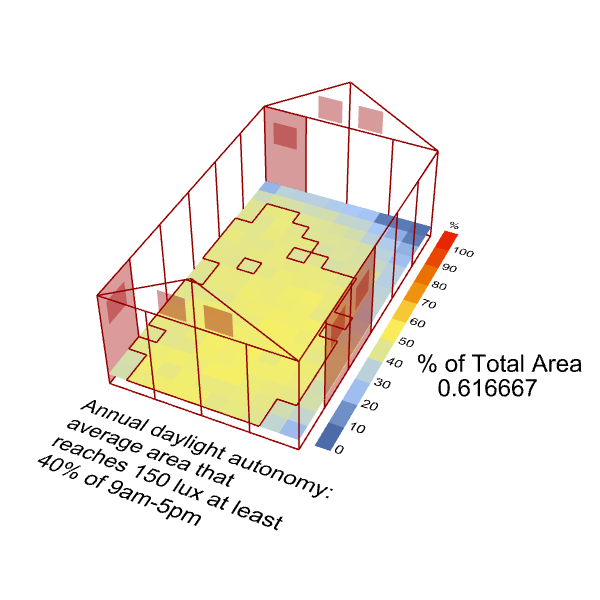 %
100
90
80
70
60
50
40
30
20
10
0
% of Total Area
0.616667
Annual daylight autonomy:
average area that
reaches 150 lux at least
40% of 9am-5pm